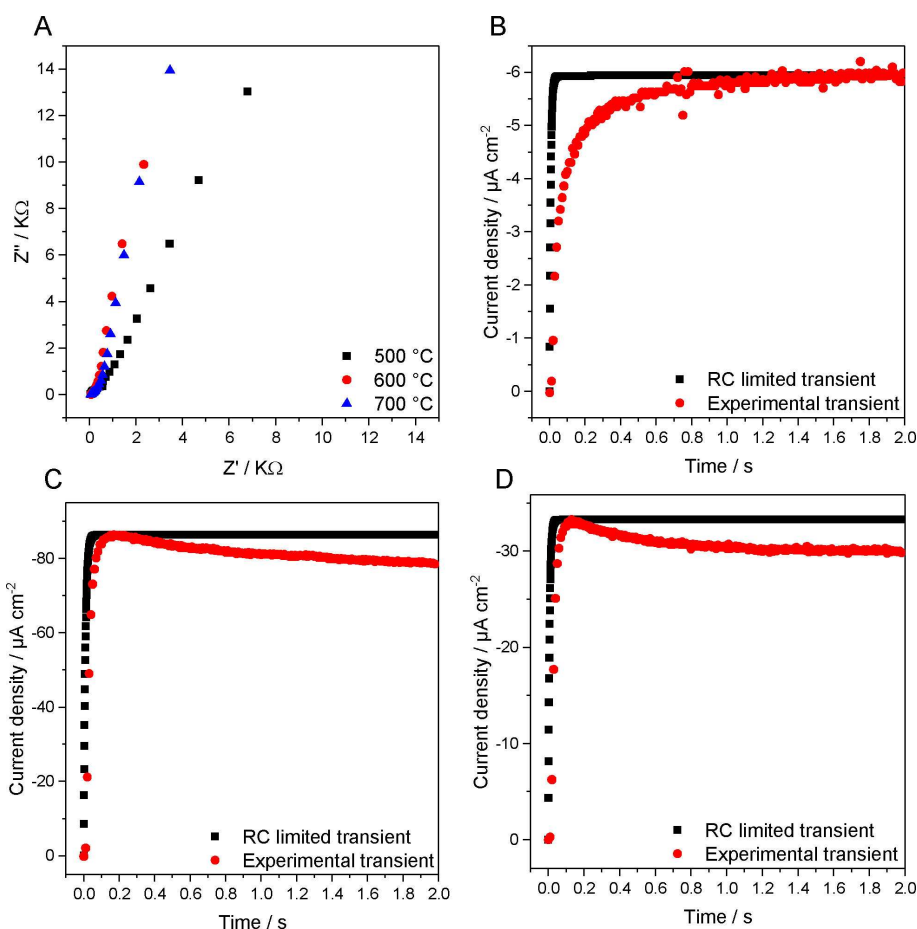 A
14
12
10
8
6
4
2
0
Z'' / KΩ
0 2 4 6 8 10 12 14
Z' / KΩ
500 °C
600 °C
700 °C
B
-6
-5
-4
-3
-2
-1
0
Current density / µA cm-2
RC limited transient
Experimental transient
0.0 0.2 0.4 0.6 0.8 1.0 1.2 1.4 1.6 1.8 2.0
Time / s
C
-80
-60
-40
-20
0
Current density / µA cm-2
RC limited transient
Experimental transient
0.0 0.2 0.4 0.6 0.8 1.0 1.2 1.4 1.6 1.8 2.0
Time / s
D
-30
-20
-10
0
Current density / µA cm-2
RC limited transient
Experimental transient
0.0 0.2 0.4 0.6 0.8 1.0 1.2 1.4 1.6 1.8 2.0
Time / s